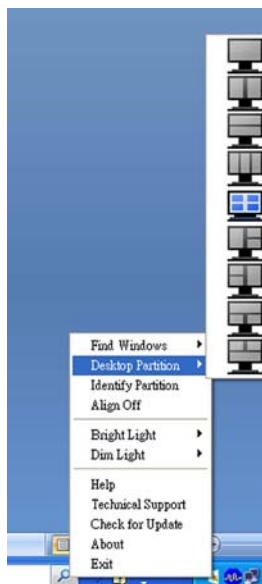 Find Windows
Desktop Partition
Identify Partition
Align Off
Bright Light
Dim Light
Help
Technical Support
Check for Update
About
Exit